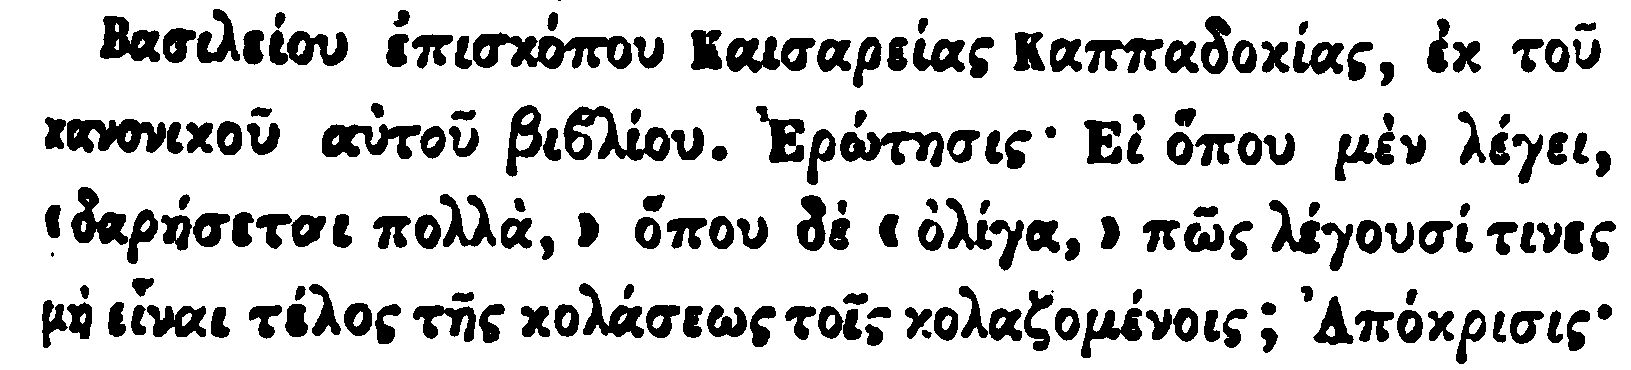 Βασιλείου ἐπισκόπου Καισαρείας Καππαδοκίας, ἐκ τοῦ
κανονικοῦ αὐτοῦ βιβλίου. Ἐρώτησις· Εἰ ὅπου μὲν λέγει,
« δαρήσεται πολλὰ, » ὅπου δὲ « ὀλίγα, » πῶς λέγουσί τινες
μὴ εἶναι τέλος τῆς κολάσεως τοῖς κολαζομένοις; Ἀπόκρισις·